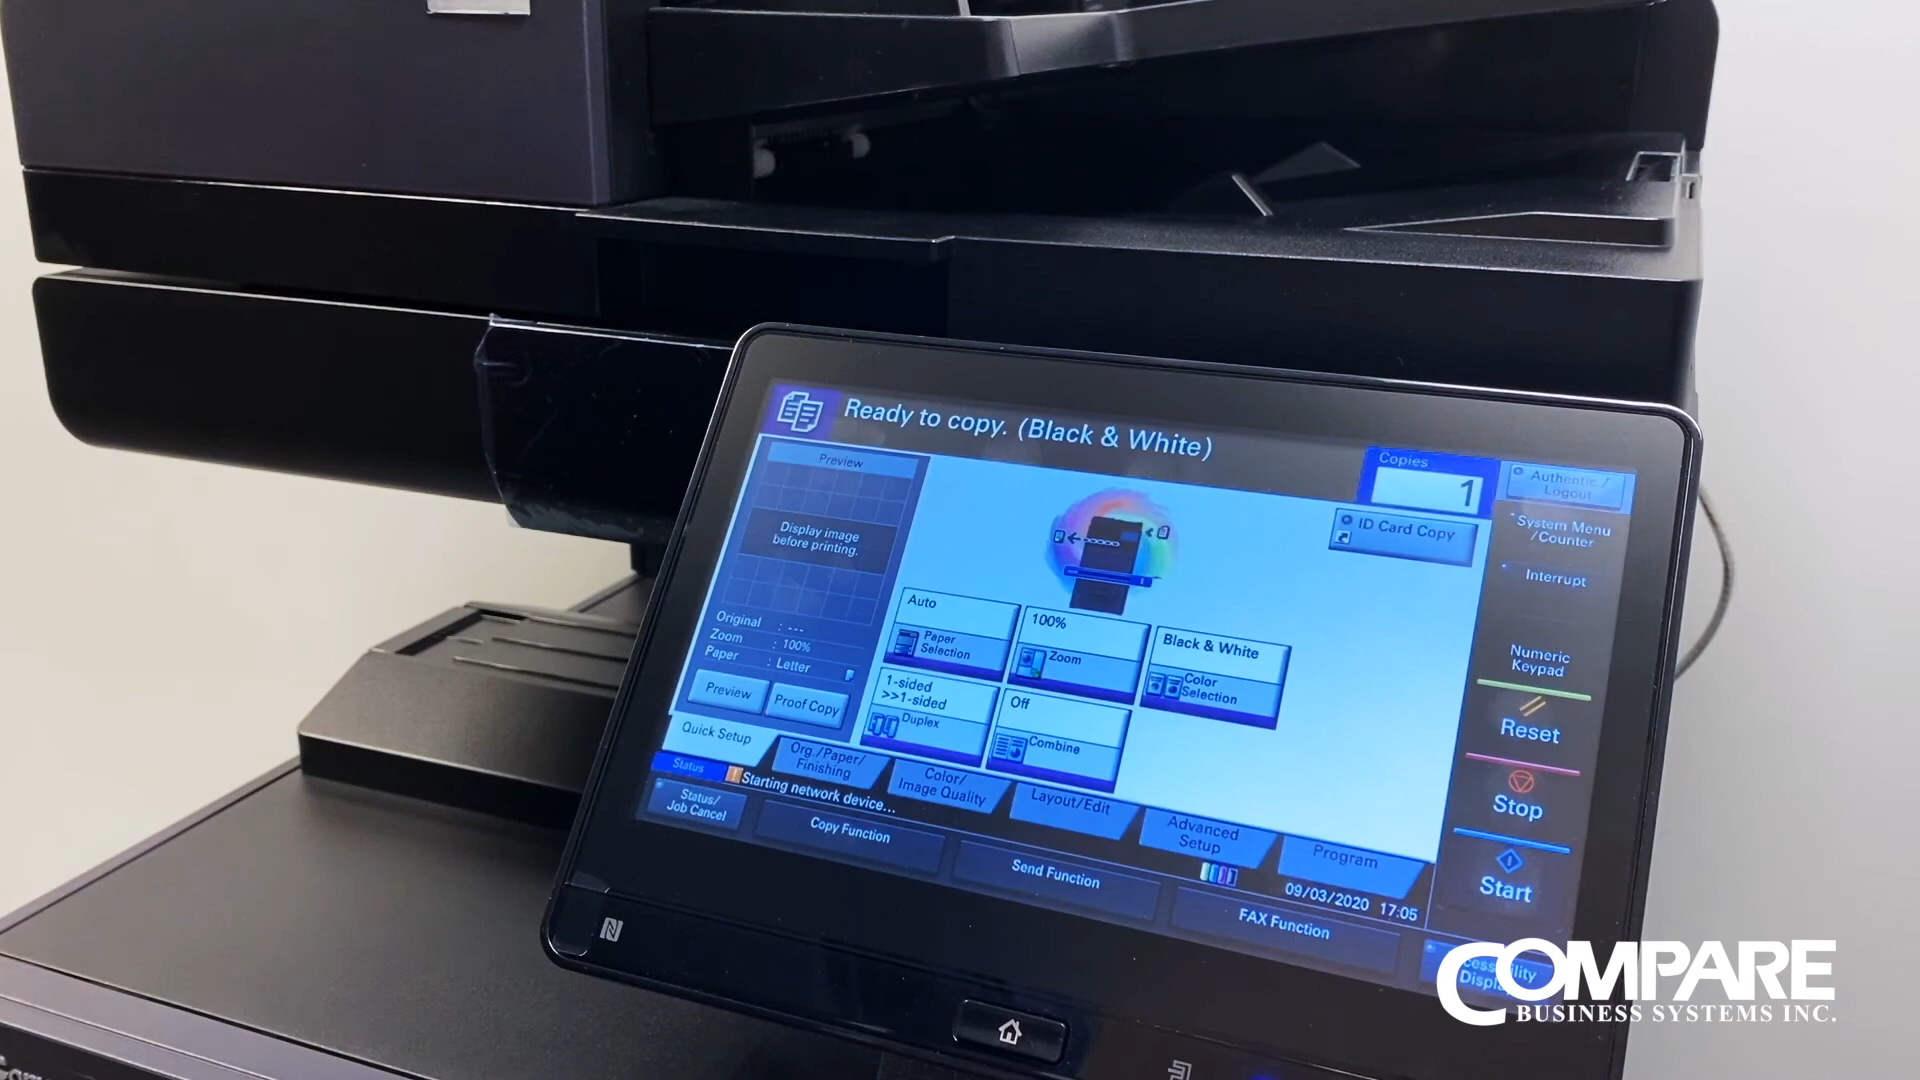 Ready to copy. (Black & White)
Copies
1
Authentic./
Logout
ID Card Copy
System Menu
/Counter
Interrupt
Numeric
Keypad
Reset
Stop
Start
Preview
Display image
before printing.
Original : ---
Zoom : 100%
Paper : Letter
Preview
Proof Copy
Auto
Paper
Selection
100%
Zoom
Black & White
Color
Selection
1-sided
>>1-sided
Duplex
Off
Combine
Quick Setup
Org./Paper/
Finishing
Color/
Image Quality
Layout/Edit
Advanced
Setup
Program
Status
Starting network device...
09/03/2020 17:05
Status/
Job Cancel
Copy Function
Send Function
FAX Function
COMPARE
BUSINESS SYSTEMS INC.